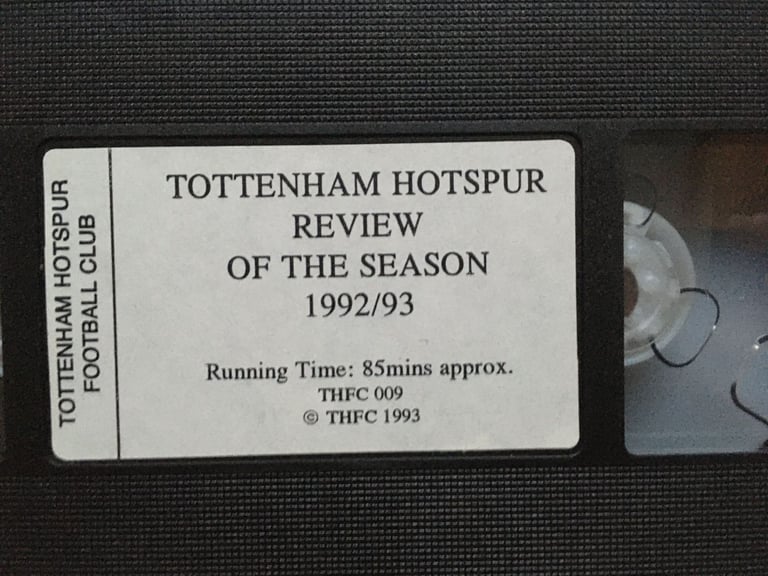 TOTTENHAM HOTSPUR
FOOTBALL CLUB
TOTTENHAM HOTSPUR
REVIEW
OF THE SEASON
1992/93
Running Time: 85mins approx.
THFC 009
© THFC 1993